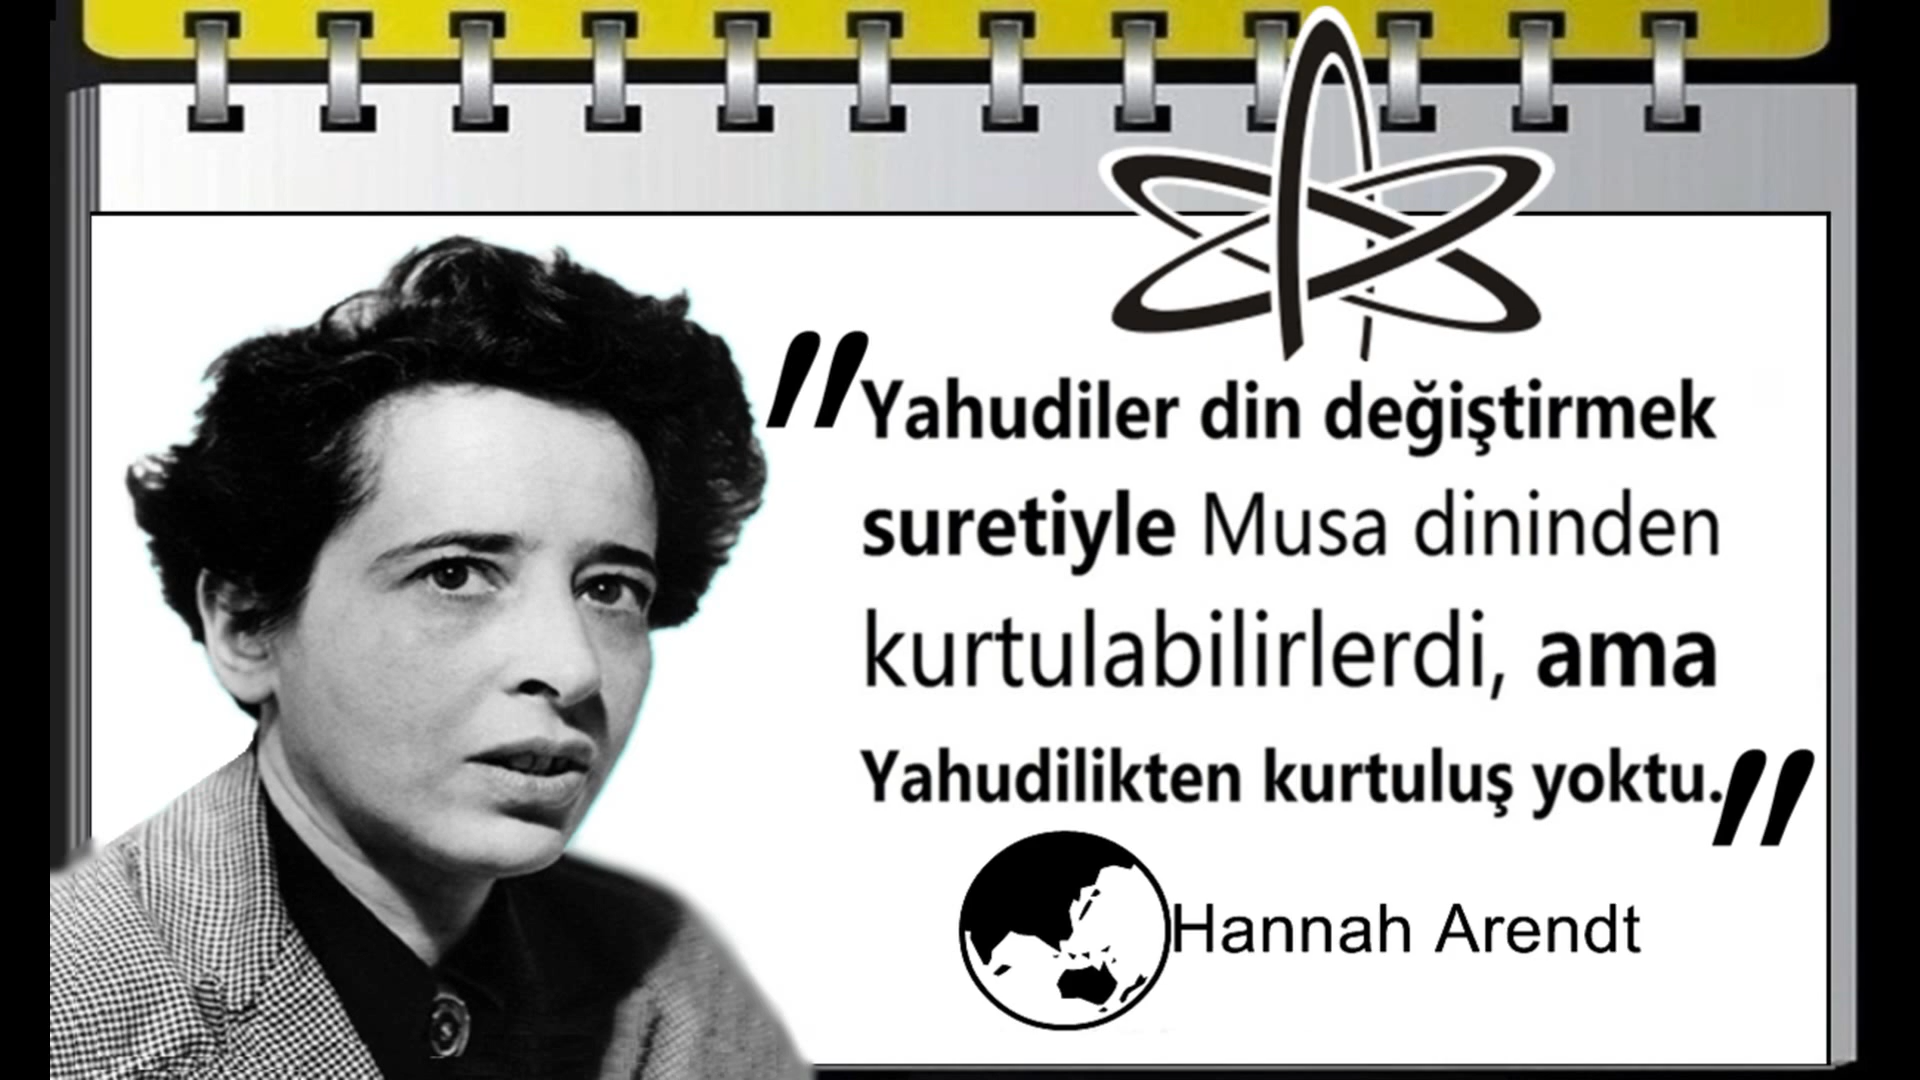 "Yahudiler din değiştirmek
suretiyle Musa dininden
kurtulabilirlerdi, ama
Yahudilikten kurtuluş yoktu."
Hannah Arendt